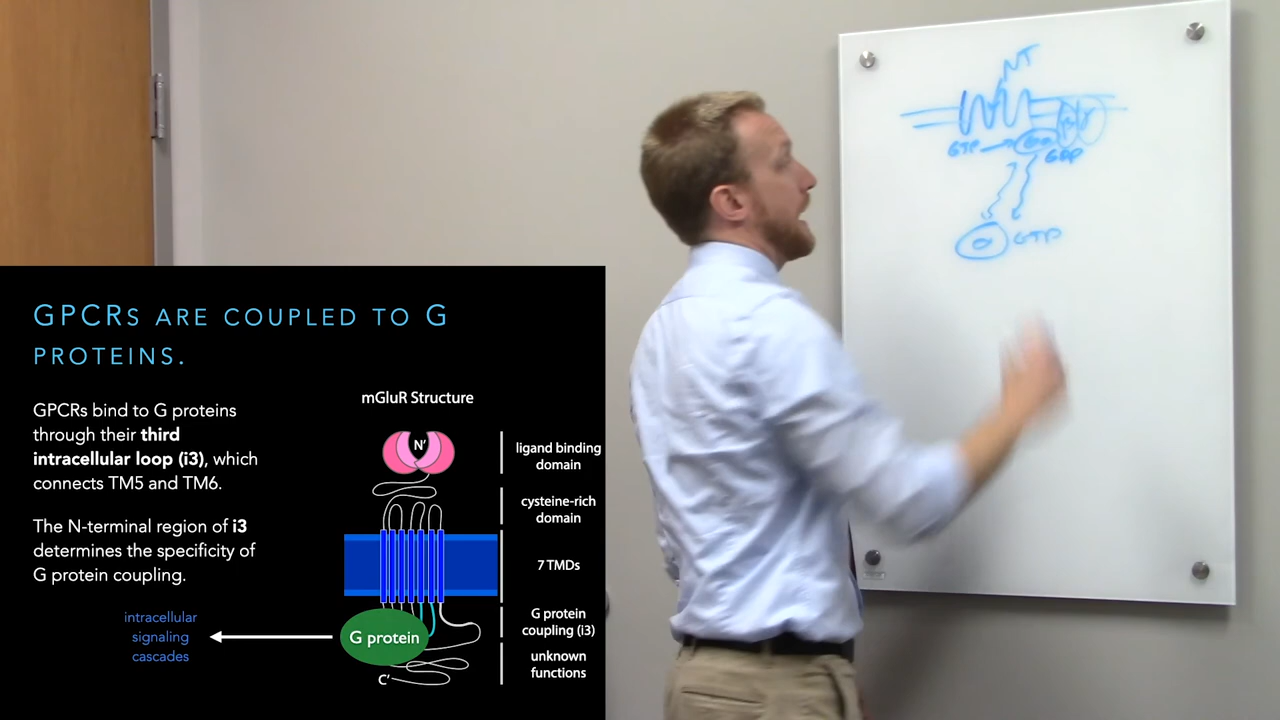 GPCRS ARE COUPLED TO G
PROTEINS.
GPCRs bind to G proteins
through their third
intracellular loop (i3), which
connects TM5 and TM6.
The N-terminal region of i3
determines the specificity of
G protein coupling.
intracellular
signaling
cascades
mGluR Structure
N'
ligand binding
domain
cysteine-rich
domain
7 TMDs
G protein
coupling (i3)
unknown
functions
G protein
C'
NT
GTP
GDP
GTP